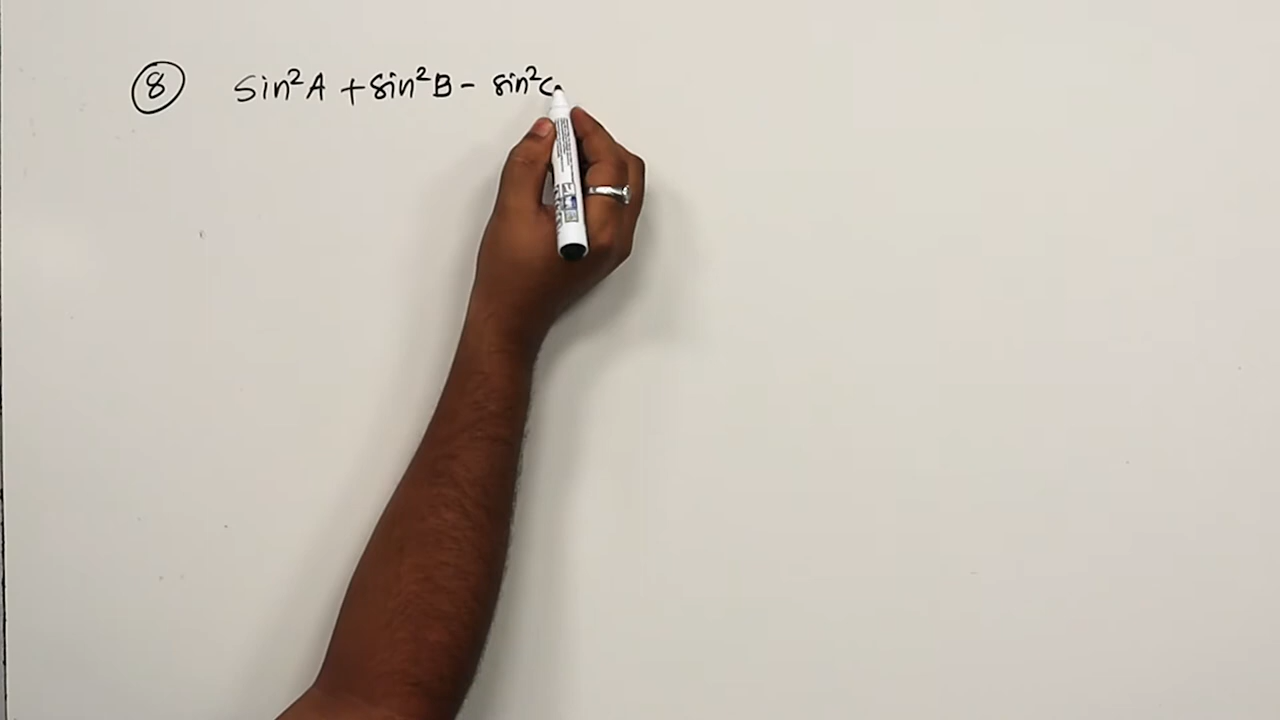 ⑧ sin²A + sin²B - sin²C